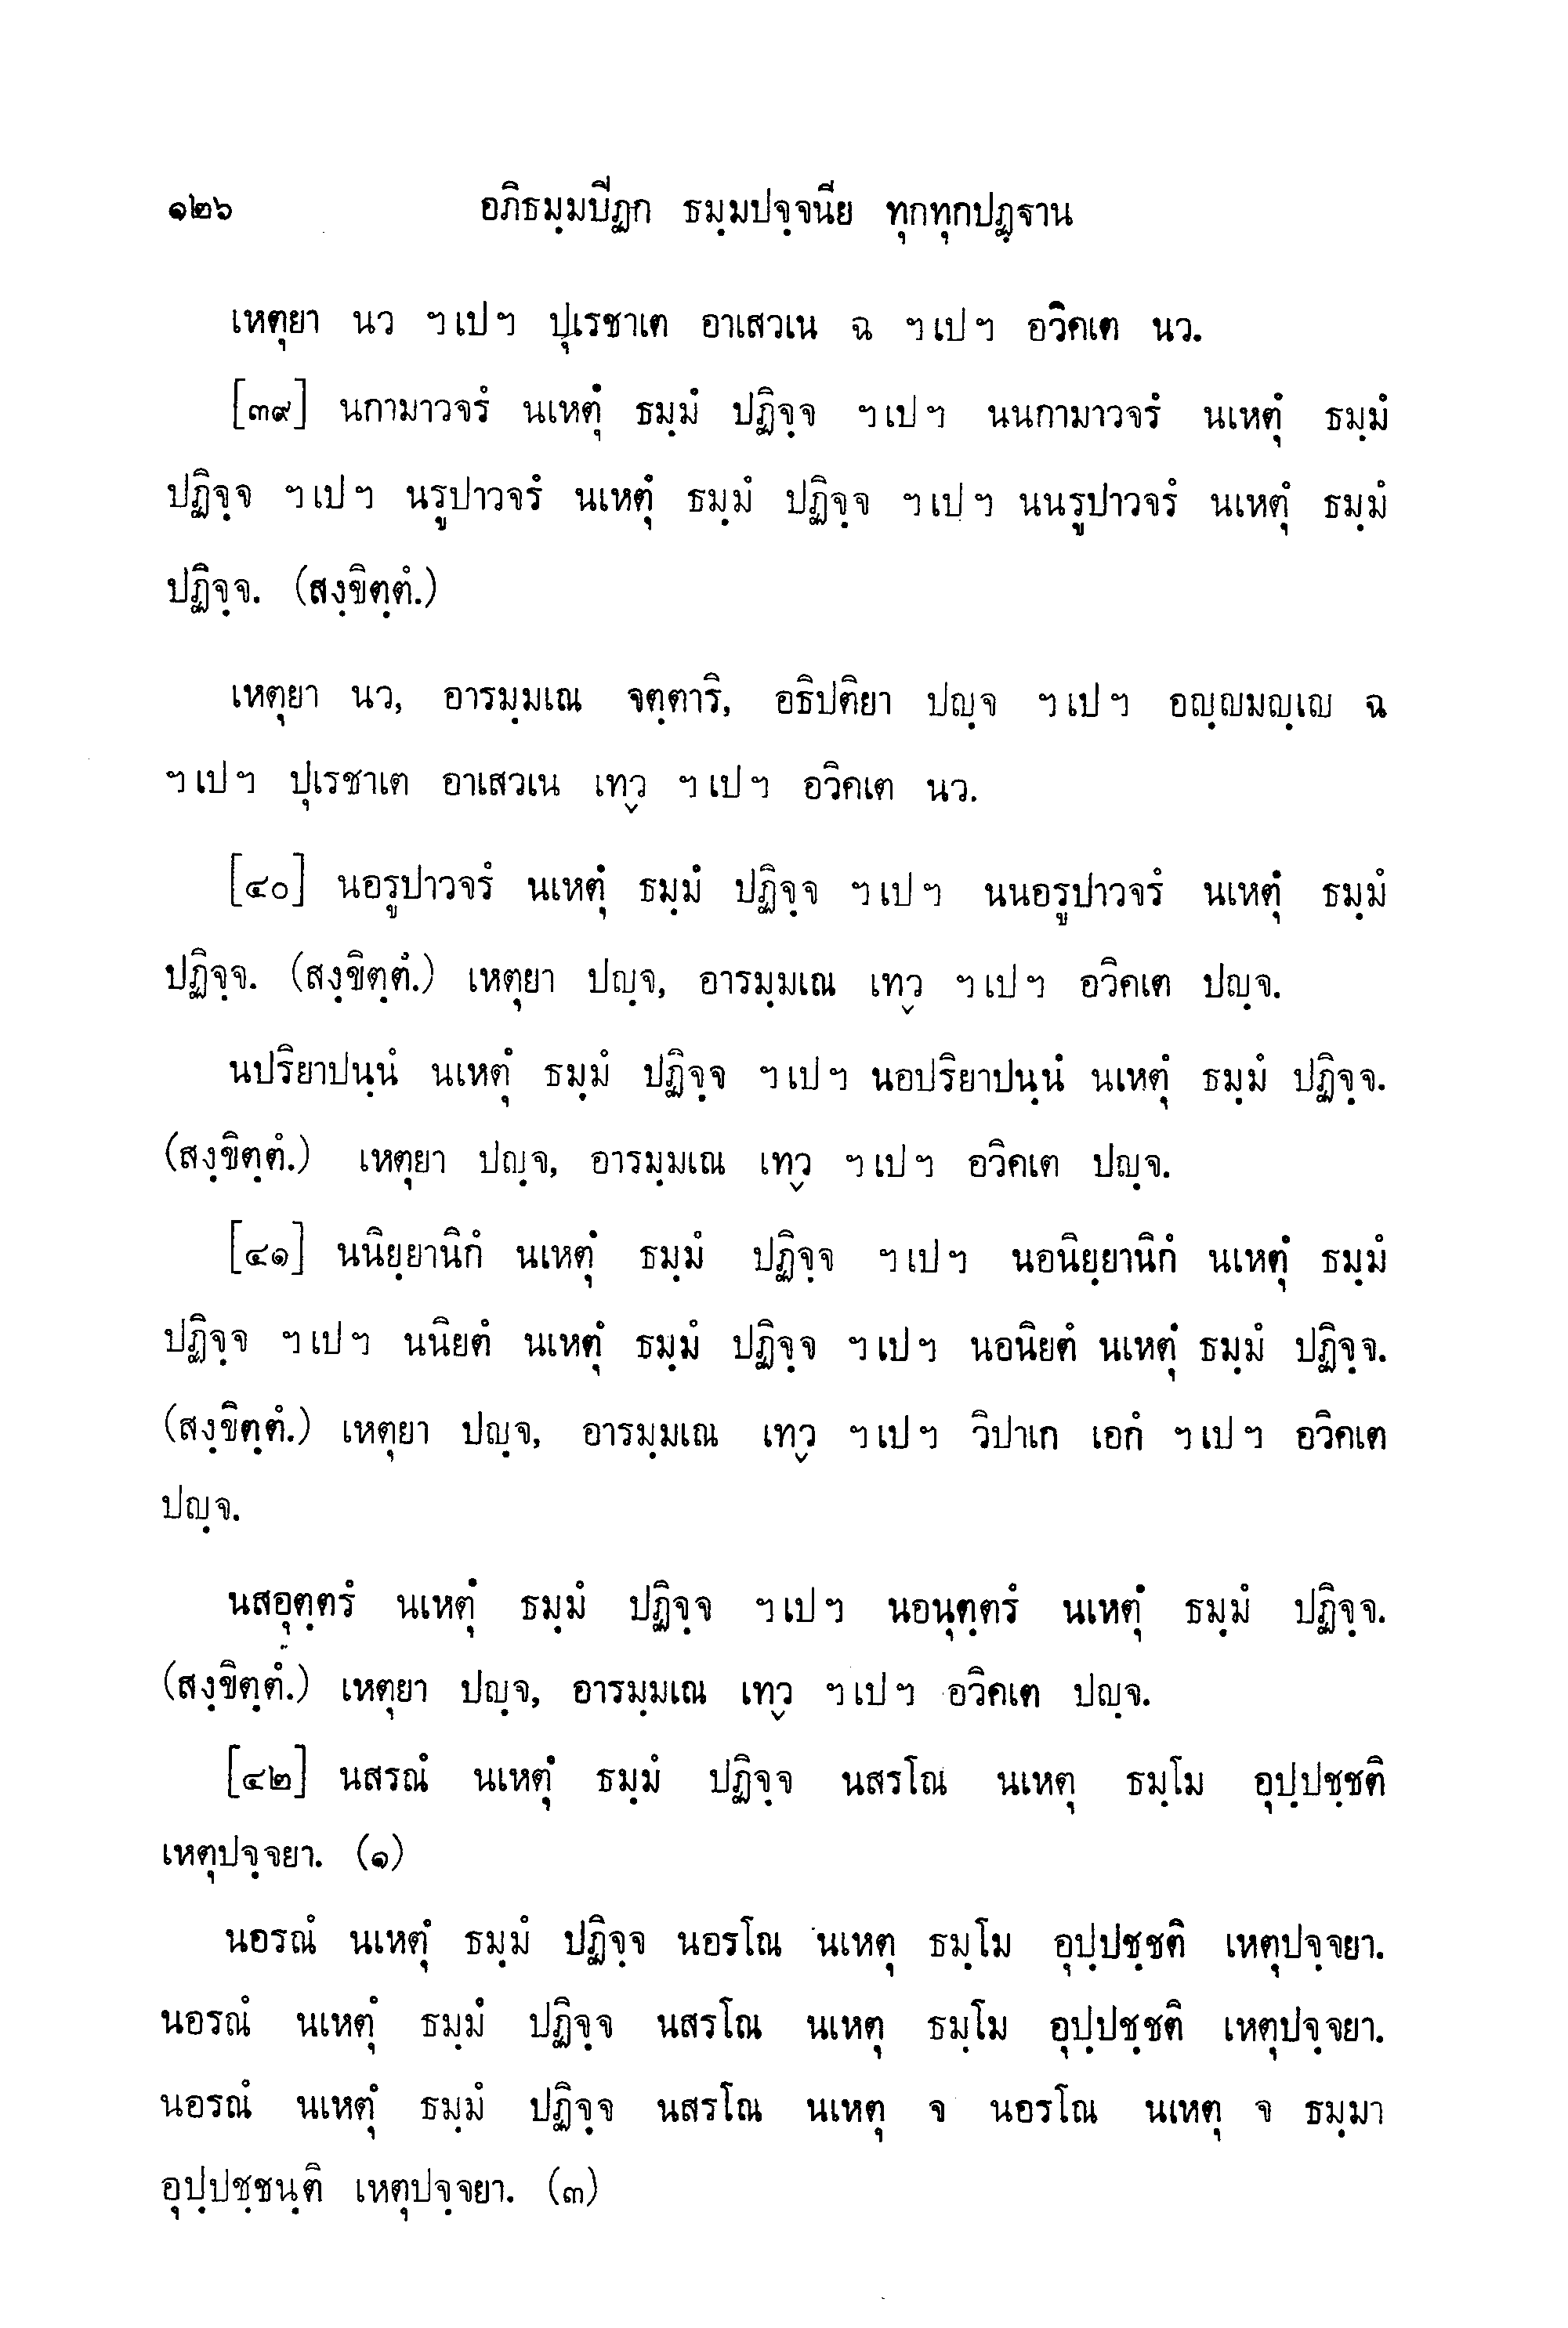 ๑๒๖ อภิธมฺมปีฏก ธมฺมปจฺจนีย ทุกทุกปฏฺฐาน
เหตุยา นว ฯ เป ฯ ปุเรชาเต อาเสวเน ฉ ฯ เป ฯ อวิคเต นว.
[๓๙] นกามาวจรํ นเหตุํ ธมฺมํ ปฏิจฺจ ฯ เป ฯ นนกามาวจรํ นเหตุํ ธมฺมํ
ปฏิจฺจ ฯ เป ฯ นรูปาวจรํ นเหตุํ ธมฺมํ ปฏิจฺจ ฯ เป ฯ นนรูปาวจรํ นเหตุํ ธมฺมํ
ปฏิจฺจ. (สงฺขิตฺตํ.)
เหตุยา นว, อารมฺมเณ จตฺตาริ, อธิปติยา ปญฺจ ฯ เป ฯ อญฺญมญฺเญ ฉ
ฯ เป ฯ ปุเรชาเต อาเสวเน เทฺว ฯ เป ฯ อวิคเต นว.
[๔๐] นอรูปาวจรํ นเหตุํ ธมฺมํ ปฏิจฺจ ฯ เป ฯ นนอรูปาวจรํ นเหตุํ ธมฺมํ
ปฏิจฺจ. (สงฺขิตฺตํ.) เหตุยา ปญฺจ, อารมฺมเณ เทฺว ฯ เป ฯ อวิคเต ปญฺจ.
นปริยาปนฺนํ นเหตุํ ธมฺมํ ปฏิจฺจ ฯ เป ฯ นอปริยาปนฺนํ นเหตุํ ธมฺมํ ปฏิจฺจ.
(สงฺขิตฺตํ.) เหตุยา ปญฺจ, อารมฺมเณ เทฺว ฯ เป ฯ อวิคเต ปญฺจ.
[๔๑] นนิยฺยานิกํ นเหตุํ ธมฺมํ ปฏิจฺจ ฯ เป ฯ นอนิยฺยานิกํ นเหตุํ ธมฺมํ
ปฏิจฺจ ฯ เป ฯ นนิยตํ นเหตุํ ธมฺมํ ปฏิจฺจ ฯ เป ฯ นอนิยตํ นเหตุํ ธมฺมํ ปฏิจฺจ.
(สงฺขิตฺตํ.) เหตุยา ปญฺจ, อารมฺมเณ เทฺว ฯ เป ฯ วิปาเก เอกํ ฯ เป ฯ อวิคเต
ปญฺจ.
นสอุตฺตรํ นเหตุํ ธมฺมํ ปฏิจฺจ ฯ เป ฯ นอนุตฺตรํ นเหตุํ ธมฺมํ ปฏิจฺจ.
(สงฺขิตฺตํ.) เหตุยา ปญฺจ, อารมฺมเณ เทฺว ฯ เป ฯ อวิคเต ปญฺจ.
[๔๒] นสรณํ นเหตุํ ธมฺมํ ปฏิจฺจ นสรโณ นเหตุ ธมฺโม อุปฺปชฺชติ
เหตุปจฺจยา. (๑)
นอรณํ นเหตุํ ธมฺมํ ปฏิจฺจ นอรโณ นเหตุ ธมฺโม อุปฺปชฺชติ เหตุปจฺจยา.
นอรณํ นเหตุํ ธมฺมํ ปฏิจฺจ นสรโณ นเหตุ ธมฺโม อุปฺปชฺชติ เหตุปจฺจยา.
นอรณํ นเหตุํ ธมฺมํ ปฏิจฺจ นสรโณ นเหตุ จ นอรโณ นเหตุ จ ธมฺมา
อุปฺปชฺชนฺติ เหตุปจฺจยา. (๓)